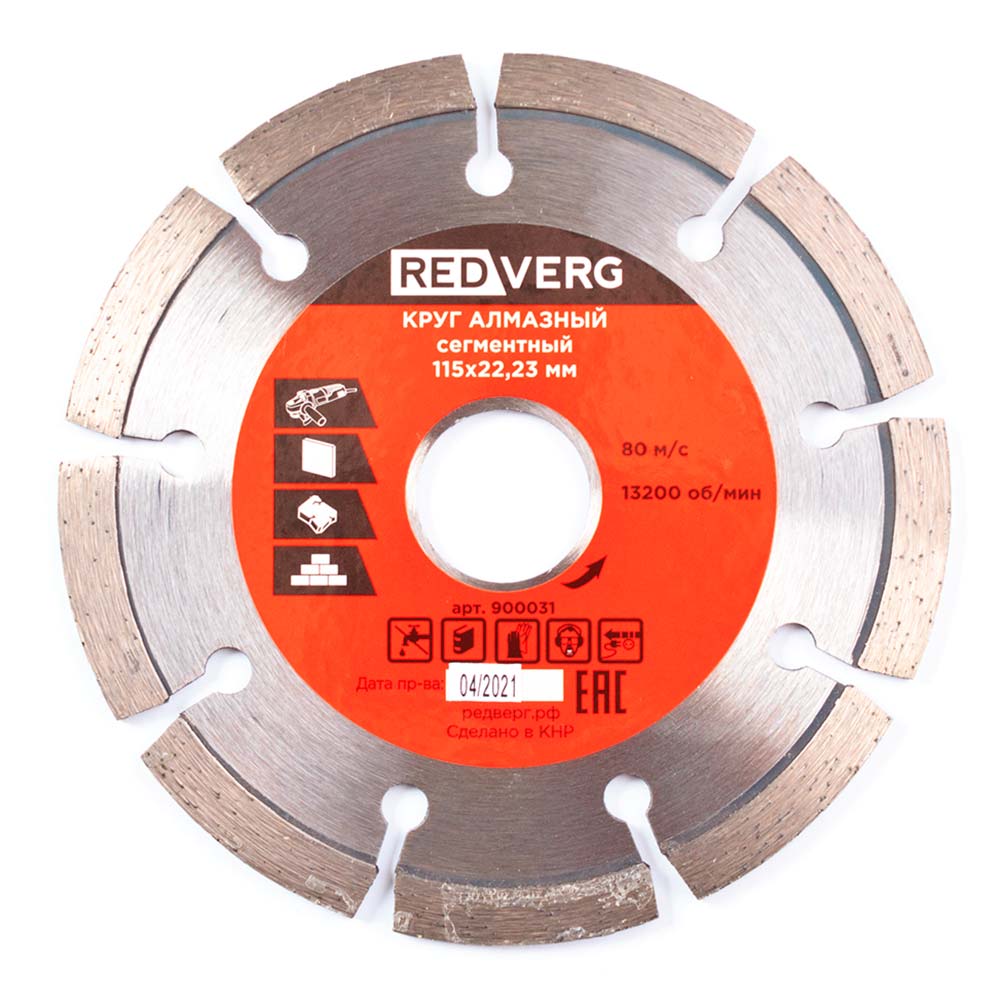 REDVERG
КРУГ АЛМАЗНЫЙ
сегментный
115x22,23 мм
80 м/с
13200 об/мин
арт. 900031
Дата пр-ва: 04/2021
EAC
редверг.рф
Сделано в КНР